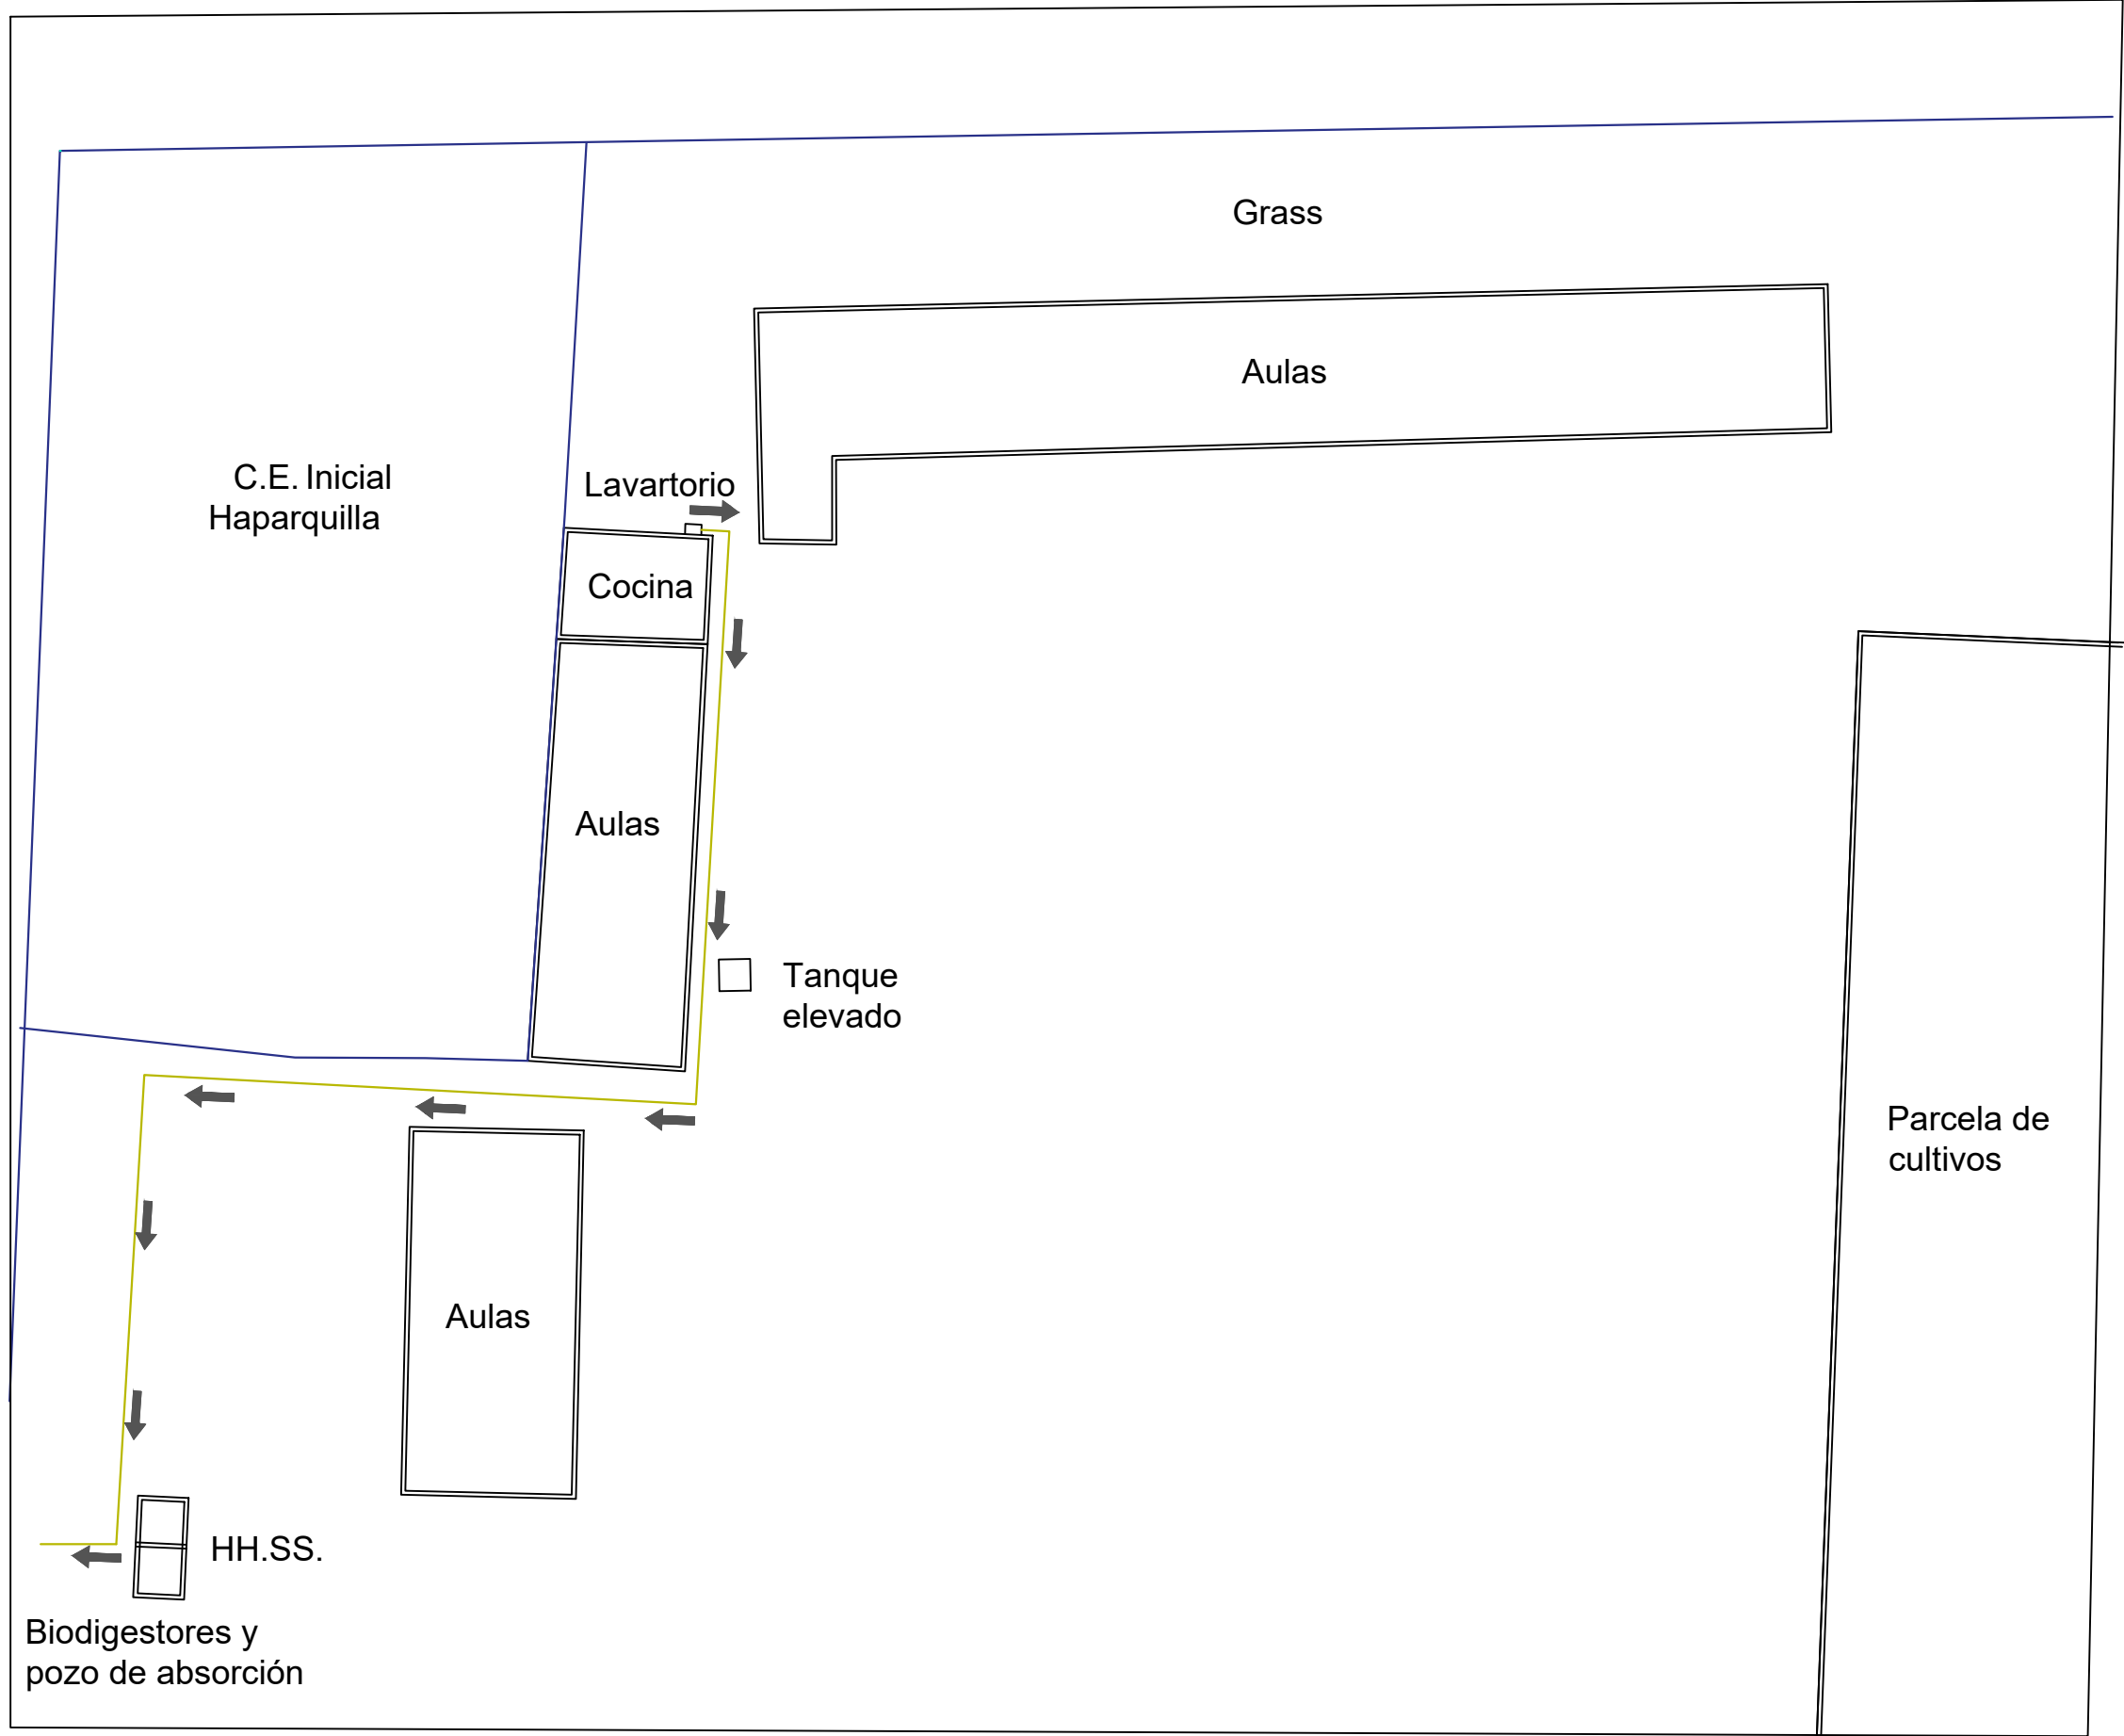 Grass
Aulas
C.E. Inicial
Haparquilla
Lavartorio
Cocina
Aulas
Tanque
elevado
Parcela de
cultivos
Aulas
HH.SS.
Biodigestores y
pozo de absorción